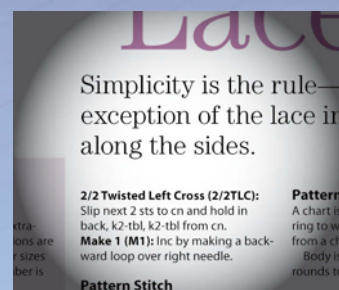 Lace
Simplicity is the rule—
exception of the lace in
along the sides.
2/2 Twisted Left Cross (2/2TLC):
Slip next 2 sts to cn and hold in
back, k2-tbl, k2-tbl from cn.
Make 1 (M1): Inc by making a back-
ward loop over right needle.
Pattern Stitch
xtra-
ions are
r sizes
ber is
Pattern
A chart i
ring to w
from a ch
Body is
rounds to